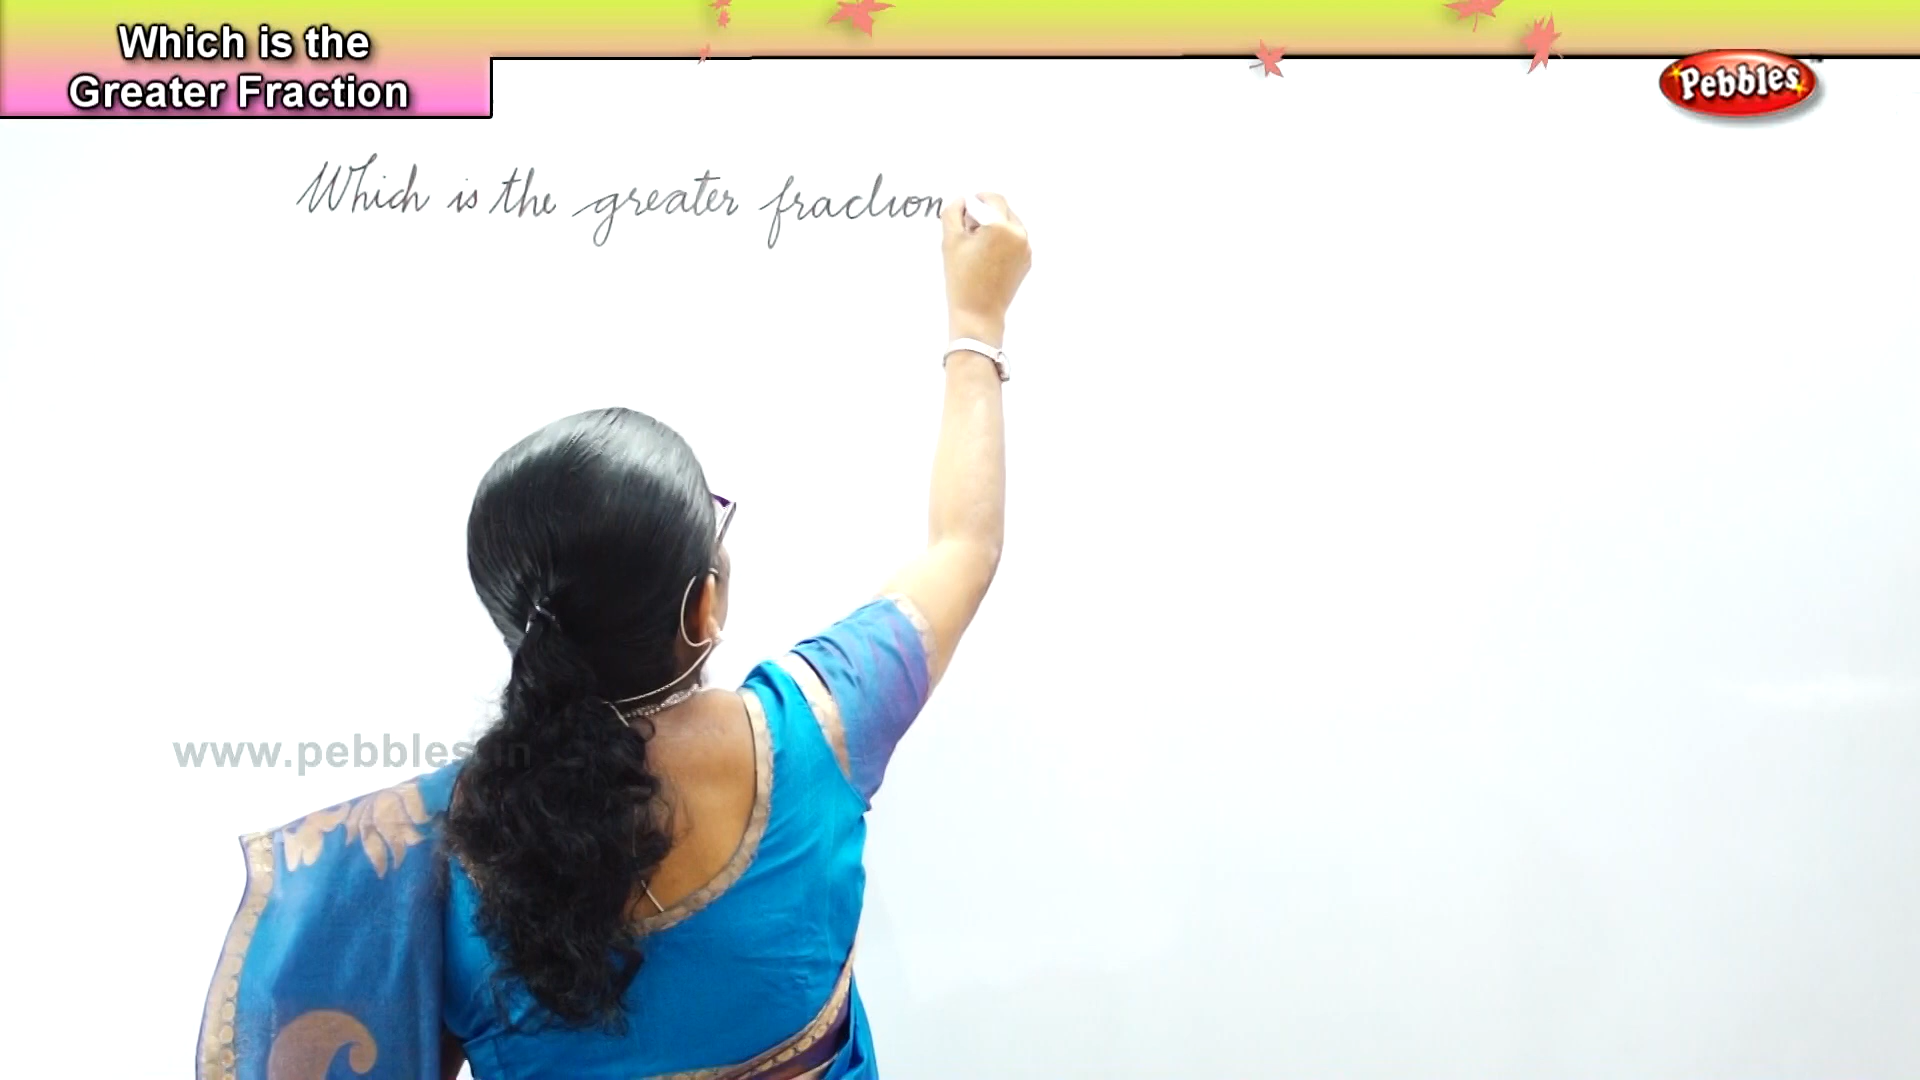 Which is the
Greater Fraction
Pebbles
Which is the greater fraction
www.pebbles.in